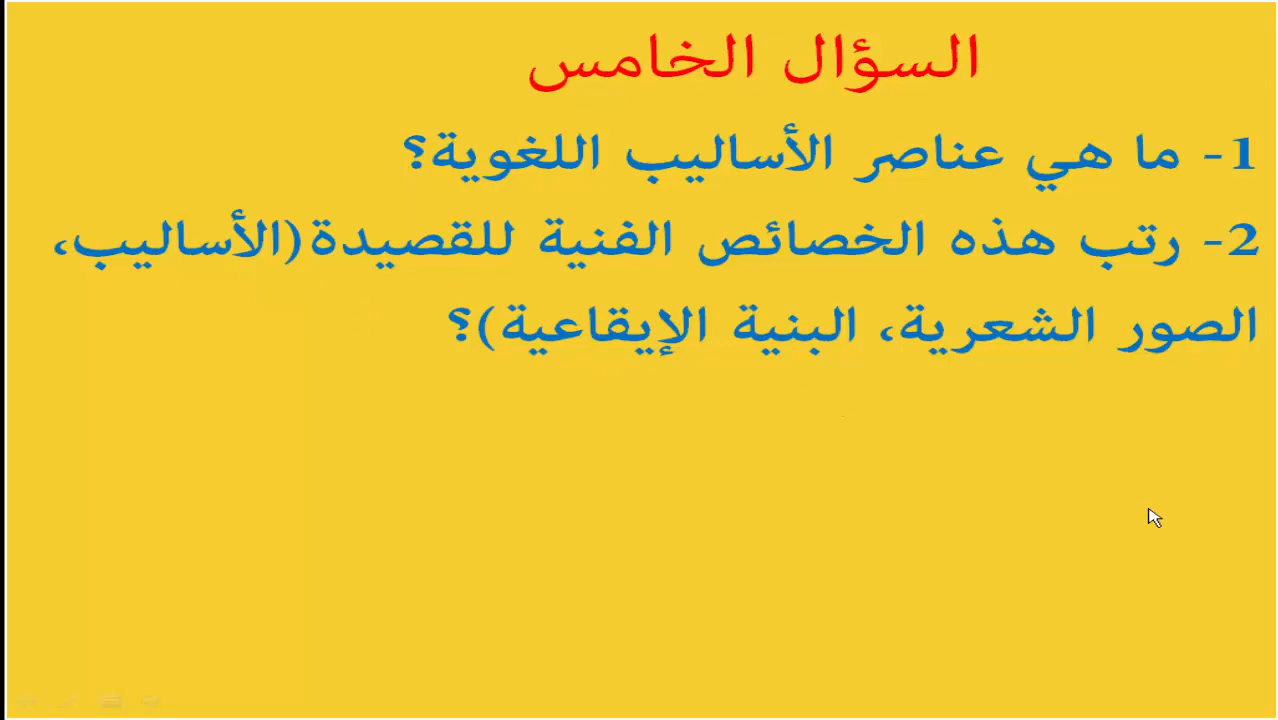 السؤال الخامس
1- ما هي عناصر الأساليب اللغوية؟
2- رتب هذه الخصائص الفنية للقصيدة(الأساليب،
الصور الشعرية، البنية الإيقاعية)؟